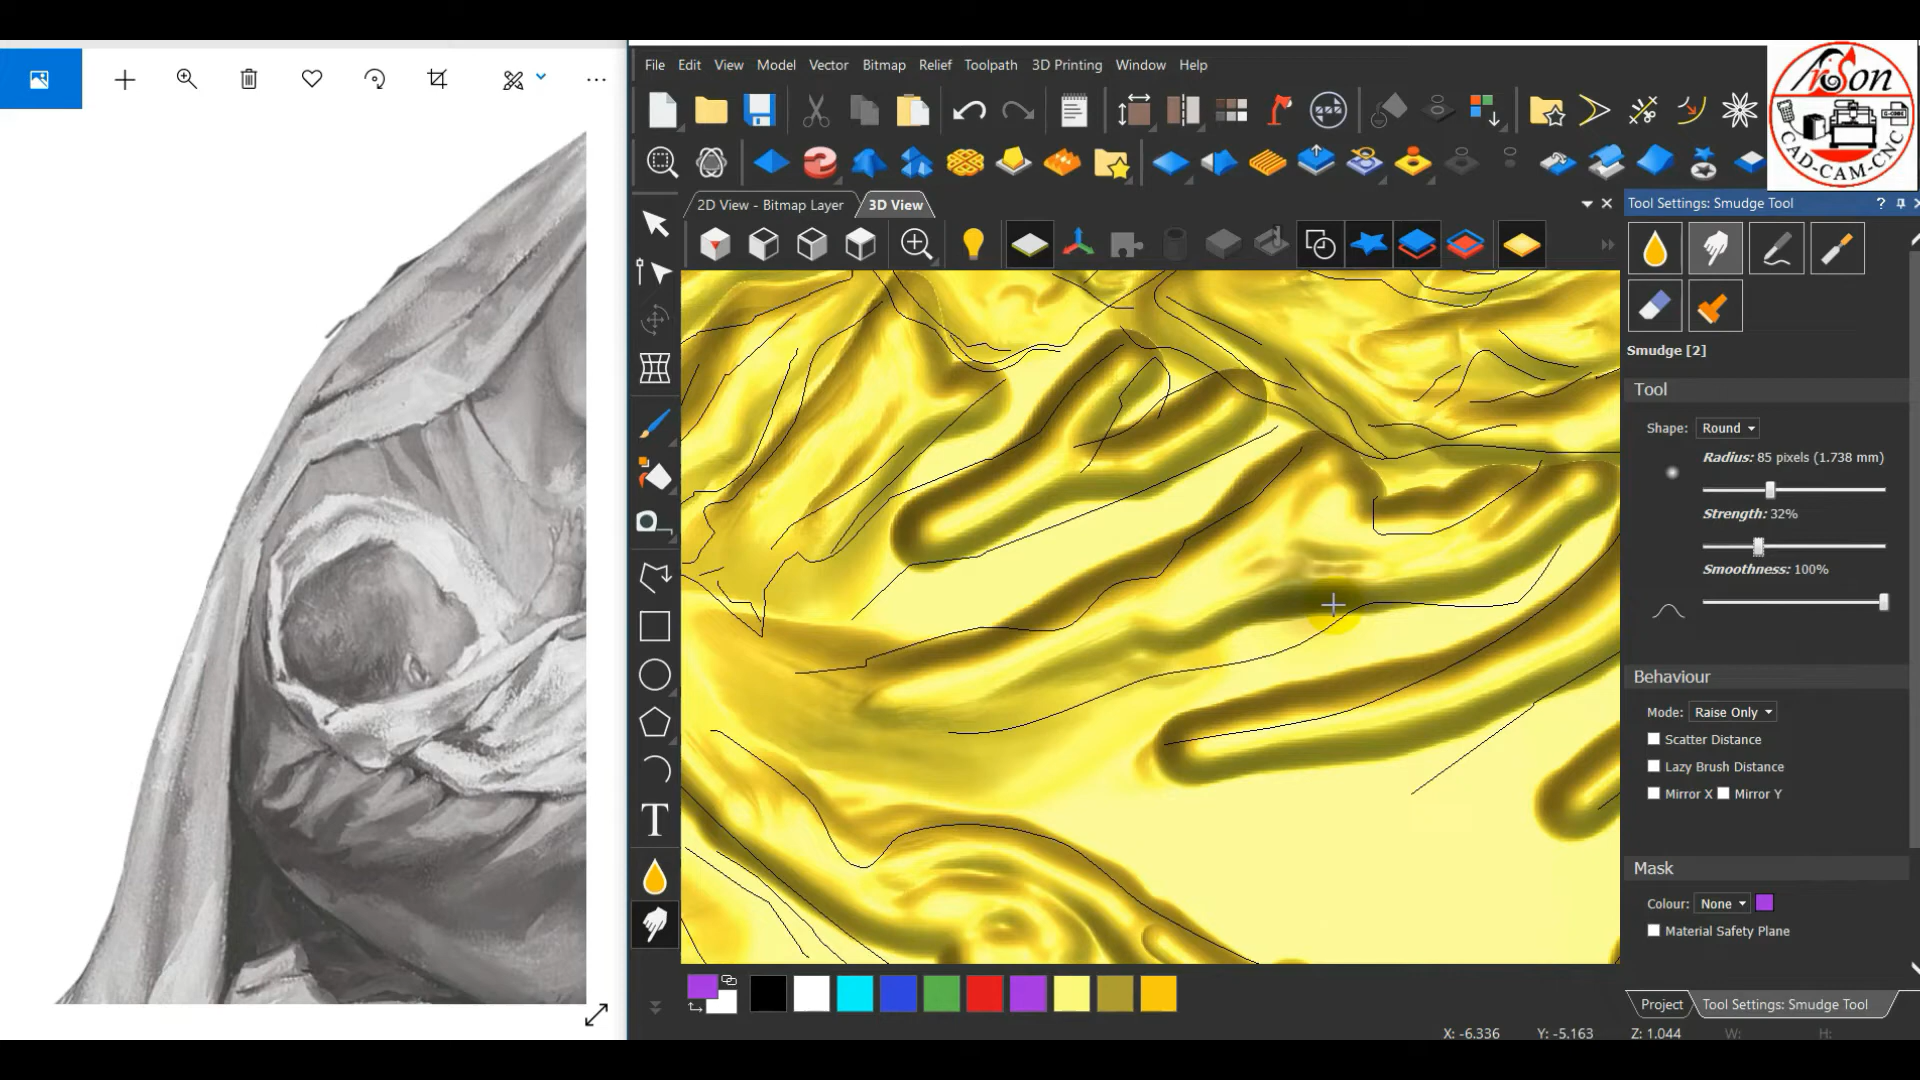 File Edit View Model Vector Bitmap Relief Toolpath 3D Printing Window Help
ArSon
G-CODE
CAD-CAM-CNC
2D View - Bitmap Layer 3D View
Tool Settings: Smudge Tool ?
Smudge [2]
Tool
Shape: Round
Radius: 85 pixels (1.738 mm)
Strength: 32%
Smoothness: 100%
Behaviour
Mode: Raise Only
Scatter Distance
Lazy Brush Distance
Mirror X Mirror Y
Mask
Colour: None
Material Safety Plane
T
Project Tool Settings: Smudge Tool
X: -6.336 Y: -5.163 Z: 1.044 W: H: